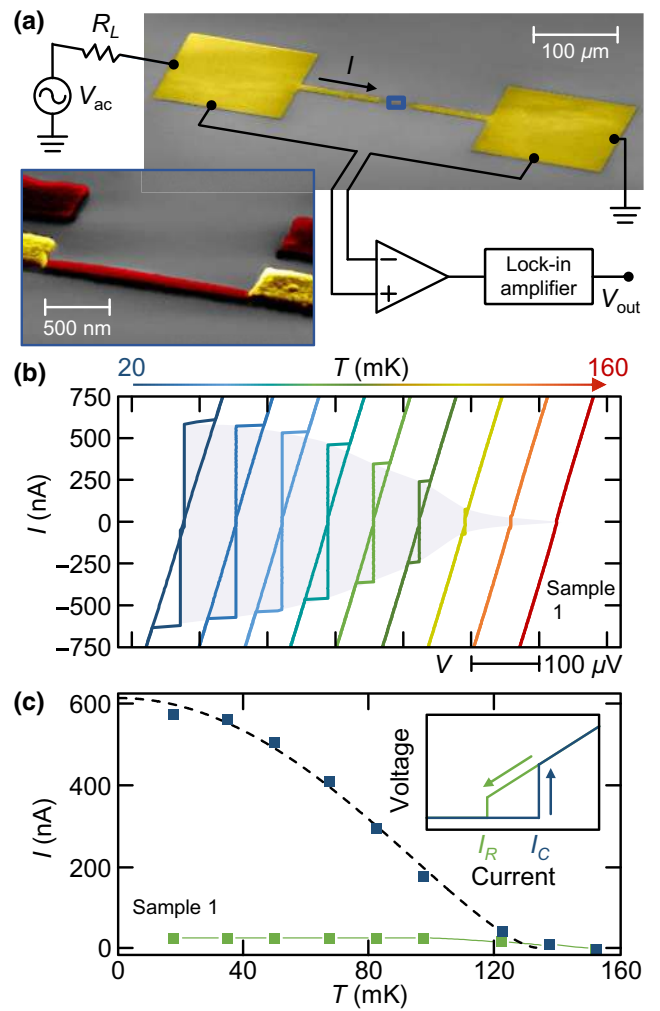 (a)
R_L
V_ac
I
100 μm
500 nm
−
+
Lock-in
amplifier
V_out
(b)
20
T (mK)
160
750
500
250
0
−250
−500
−750
I (nA)
Sample
1
V
100 μV
(c)
600
400
200
0
I (nA)
Voltage
I_R
I_C
Current
Sample 1
0
40
80
120
160
T (mK)